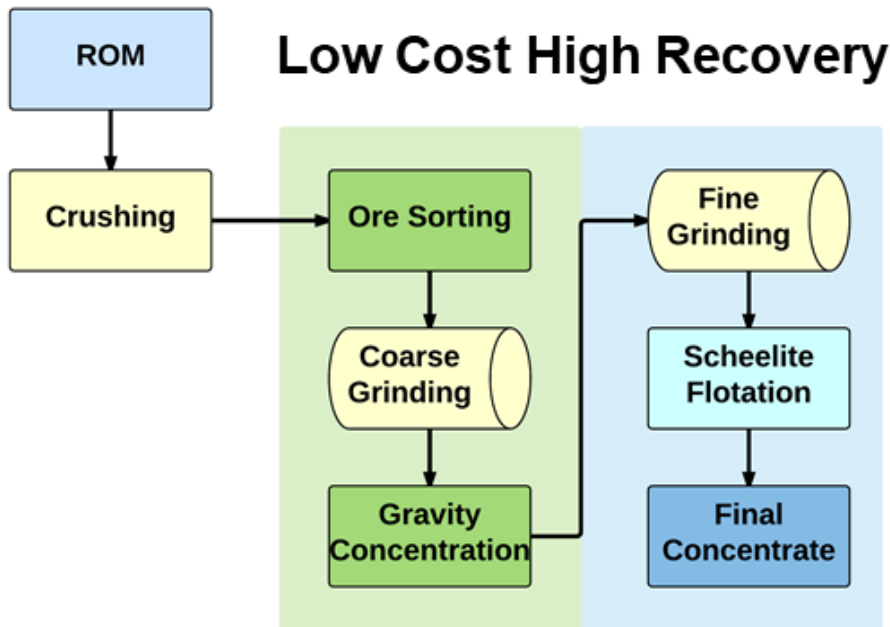 ROM
Low Cost High Recovery
Crushing
Ore Sorting
Fine
Grinding
Coarse
Grinding
Scheelite
Flotation
Gravity
Concentration
Final
Concentrate